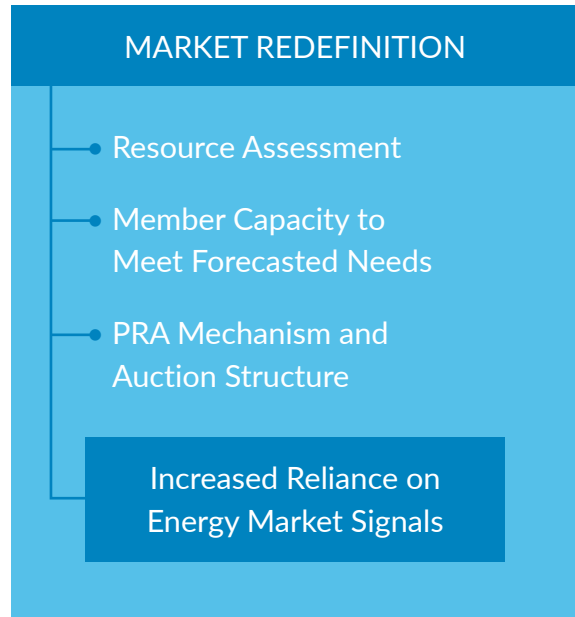 MARKET REDEFINITION
Resource Assessment
Member Capacity to
Meet Forecasted Needs
PRA Mechanism and
Auction Structure
Increased Reliance on
Energy Market Signals